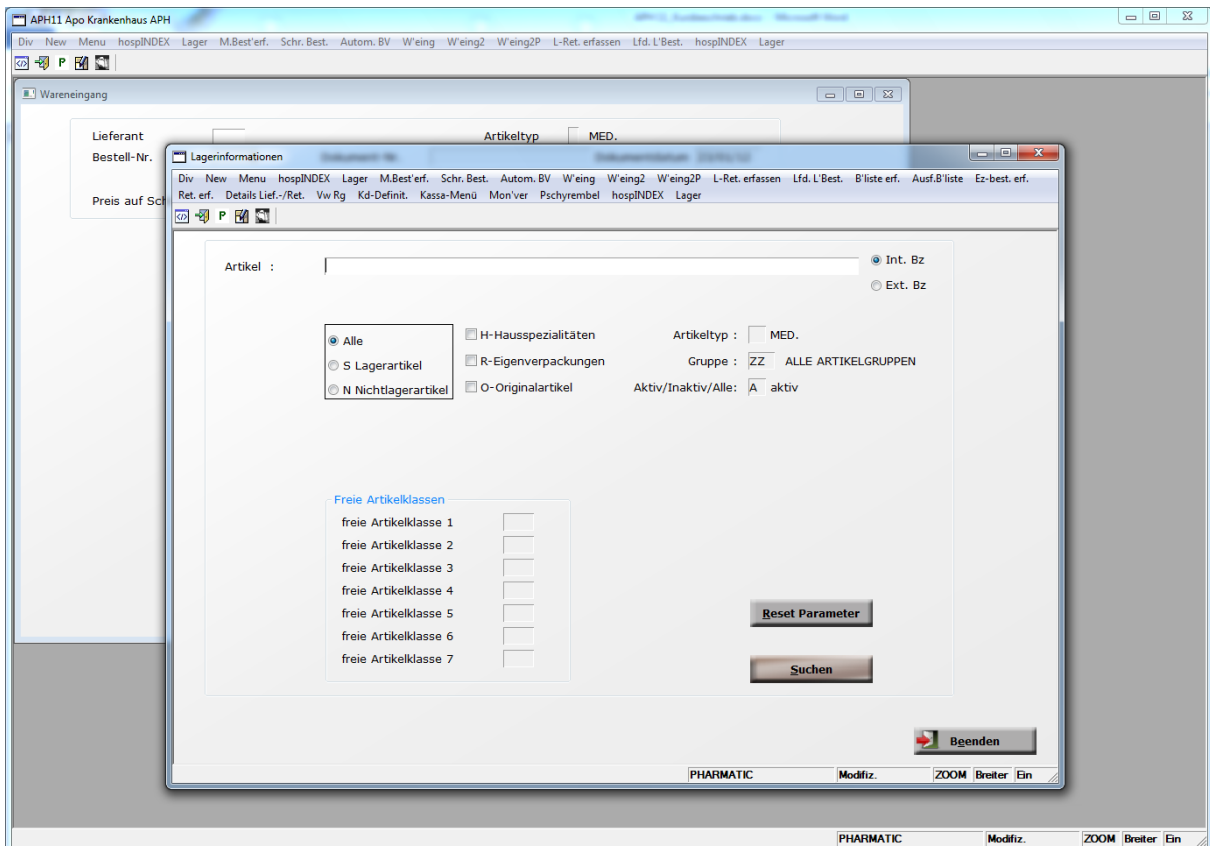 APH11 Apo Krankenhaus APH
Div New Menu hospINDEX Lager M.Best'erf. Schr. Best. Autom. BV W'eing W'eing2 W'eing2P L-Ret. erfassen Lfd. L'Best. hospINDEX Lager
P
Wareneingang
Lieferant Artikeltyp MED.
Bestell-Nr. Dokument-Nr. Dokumentdatum
Preis auf Sch
Lagerinformationen
Div New Menu hospINDEX Lager M.Best'erf. Schr. Best. Autom. BV W'eing W'eing2 W'eing2P L-Ret. erfassen Lfd. L'Best. B'liste erf. Ausf.B'liste Ez-best. erf.
Ret. erf. Details Lief.-/Ret. Vw Rg Kd-Definit. Kassa-Menü Mon'ver Pschyrembel hospINDEX Lager
P
Artikel : Int. Bz
Ext. Bz
Alle H-Hausspezialitäten Artikeltyp : MED.
S Lagerartikel R-Eigenverpackungen Gruppe : ZZ ALLE ARTIKELGRUPPEN
N Nichtlagerartikel O-Originalartikel Aktiv/Inaktiv/Alle: A aktiv
Freie Artikelklassen
freie Artikelklasse 1
freie Artikelklasse 2
freie Artikelklasse 3
freie Artikelklasse 4
freie Artikelklasse 5
freie Artikelklasse 6
freie Artikelklasse 7
Reset Parameter
Suchen
Beenden
PHARMATIC Modifiz. ZOOM Breiter Ein
PHARMATIC Modifiz. ZOOM Breiter Ein